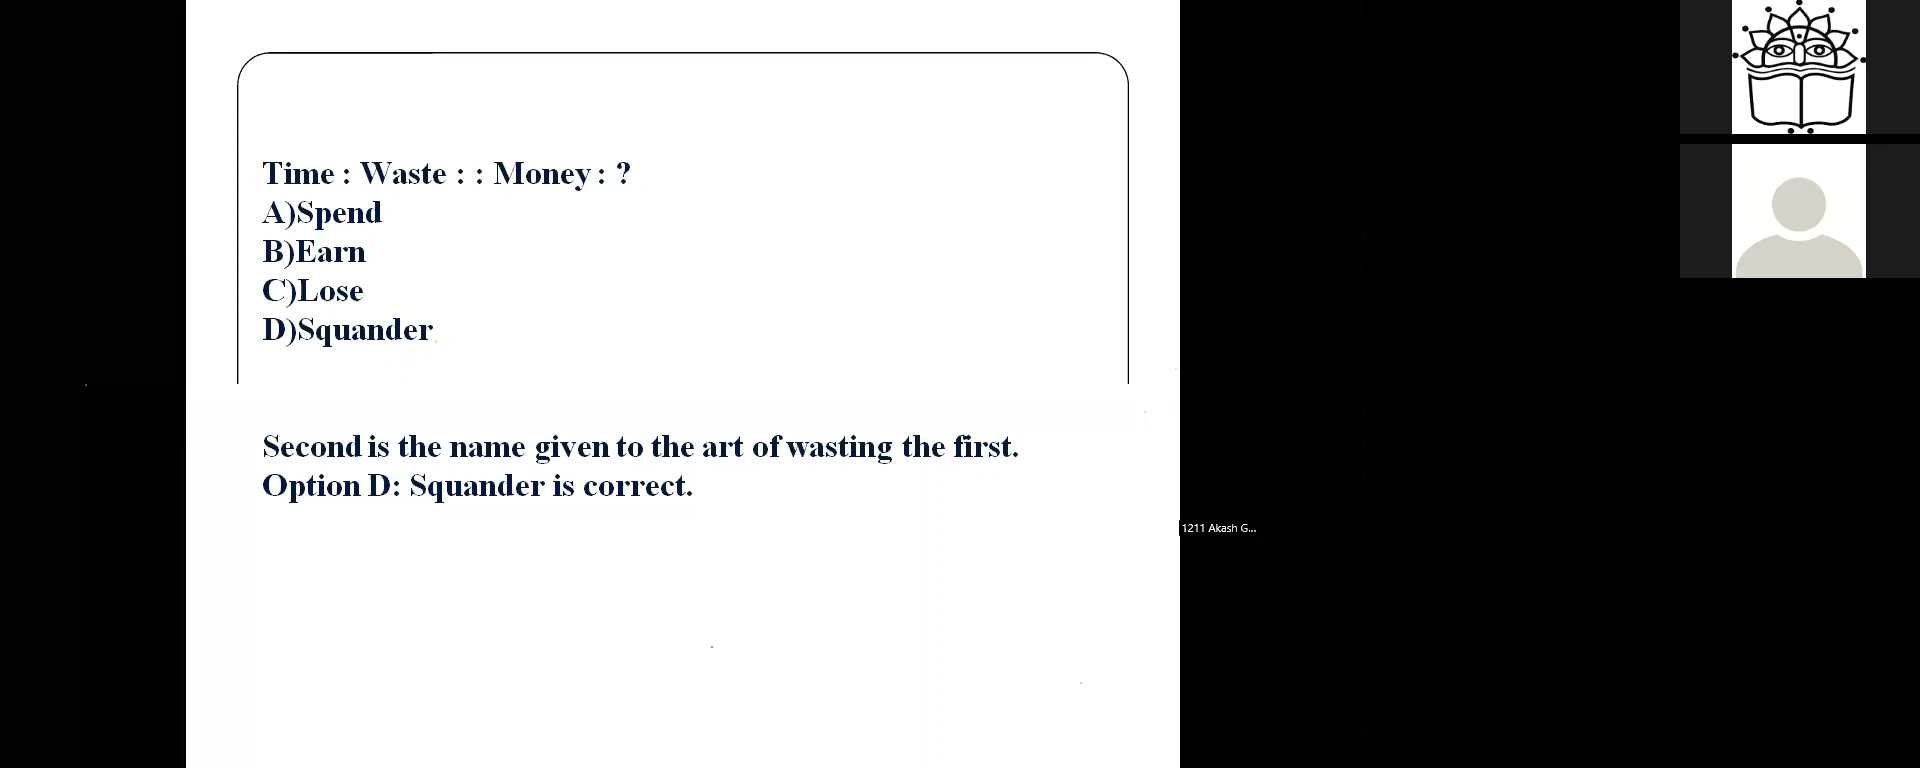 Time : Waste : : Money : ?
A)Spend
B)Earn
C)Lose
D)Squander
Second is the name given to the art of wasting the first.
Option D: Squander is correct.
1211 Akash G...